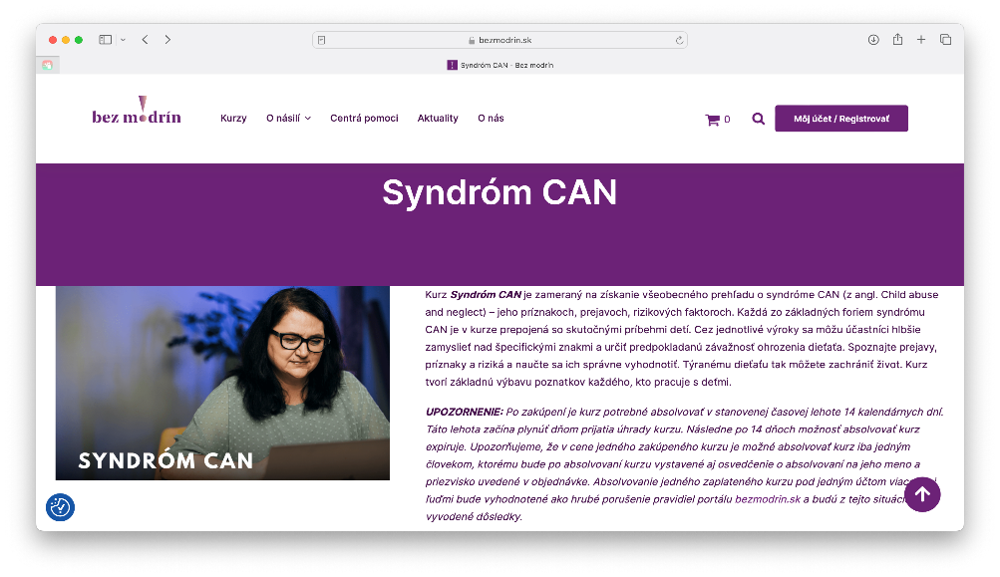 bezmodrin.sk
Syndróm CAN - Bez modrín
bez modrín
Kurzy
O násilí
Centrá pomoci
Aktuality
O nás
0
Môj účet / Registrovať
Syndróm CAN
SYNDRÓM CAN
Kurz Syndróm CAN je zameraný na získanie všeobecného prehľadu o syndróme CAN (z angl. Child abuse
and neglect) – jeho príznakoch, prejavoch, rizikových faktoroch. Každá zo základných foriem syndrómu
CAN je v kurze prepojená so skutočnými príbehmi detí. Cez jednotlivé výroky sa môžu účastníci hlbšie
zamyslieť nad špecifickými znakmi a určiť predpokladanú závažnosť ohrozenia dieťaťa. Spoznajte prejavy,
príznaky a riziká a naučte sa ich správne vyhodnotiť. Týranému dieťaťu tak môžete zachrániť život. Kurz
tvorí základnú výbavu poznatkov každého, kto pracuje s deťmi.
UPOZORNENIE: Po zakúpení je kurz potrebné absolvovať v stanovenej časovej lehote 14 kalendárnych dní.
Táto lehota začína plynúť dňom prijatia úhrady kurzu. Následne po 14 dňoch možnosť absolvovať kurz
expiruje. Upozorňujeme, že v cene jedného zakúpeného kurzu je možné absolvovať kurz iba jedným
človekom, ktorému bude po absolvovaní kurzu vystavené aj osvedčenie o absolvovaní na jeho meno a
priezvisko uvedené v objednávke. Absolvovanie jedného zaplateného kurzu pod jedným účtom
ľuďmi bude vyhodnotené ako hrubé porušenie pravidiel portálu bezmodrin.sk a budú z tejto
vyvodené dôsledky.